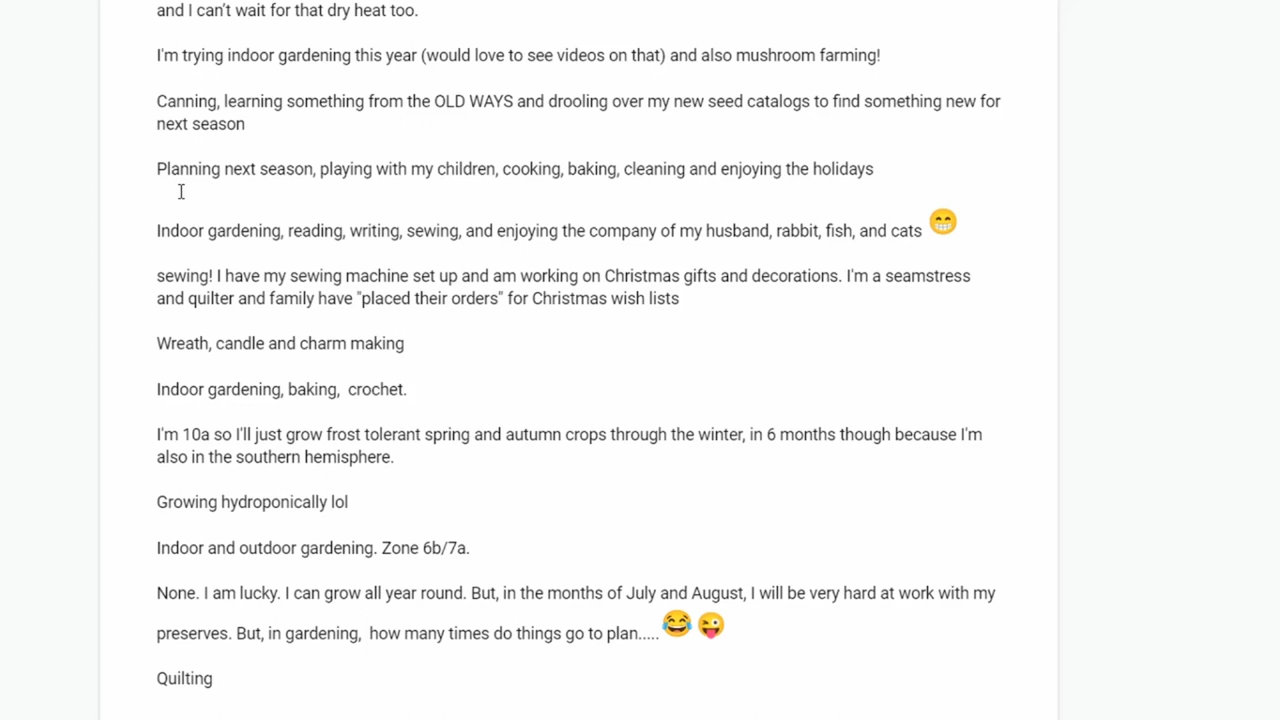 and I can't wait for that dry heat too.
I'm trying indoor gardening this year (would love to see videos on that) and also mushroom farming!
Canning, learning something from the OLD WAYS and drooling over my new seed catalogs to find something new for
next season
Planning next season, playing with my children, cooking, baking, cleaning and enjoying the holidays
Indoor gardening, reading, writing, sewing, and enjoying the company of my husband, rabbit, fish, and cats 😁
sewing! I have my sewing machine set up and am working on Christmas gifts and decorations. I'm a seamstress
and quilter and family have "placed their orders" for Christmas wish lists
Wreath, candle and charm making
Indoor gardening, baking,  crochet.
I'm 10a so I'll just grow frost tolerant spring and autumn crops through the winter, in 6 months though because I'm
also in the southern hemisphere.
Growing hydroponically lol
Indoor and outdoor gardening. Zone 6b/7a.
None. I am lucky. I can grow all year round. But, in the months of July and August, I will be very hard at work with my
preserves. But, in gardening,  how many times do things go to plan.....😂😜
Quilting